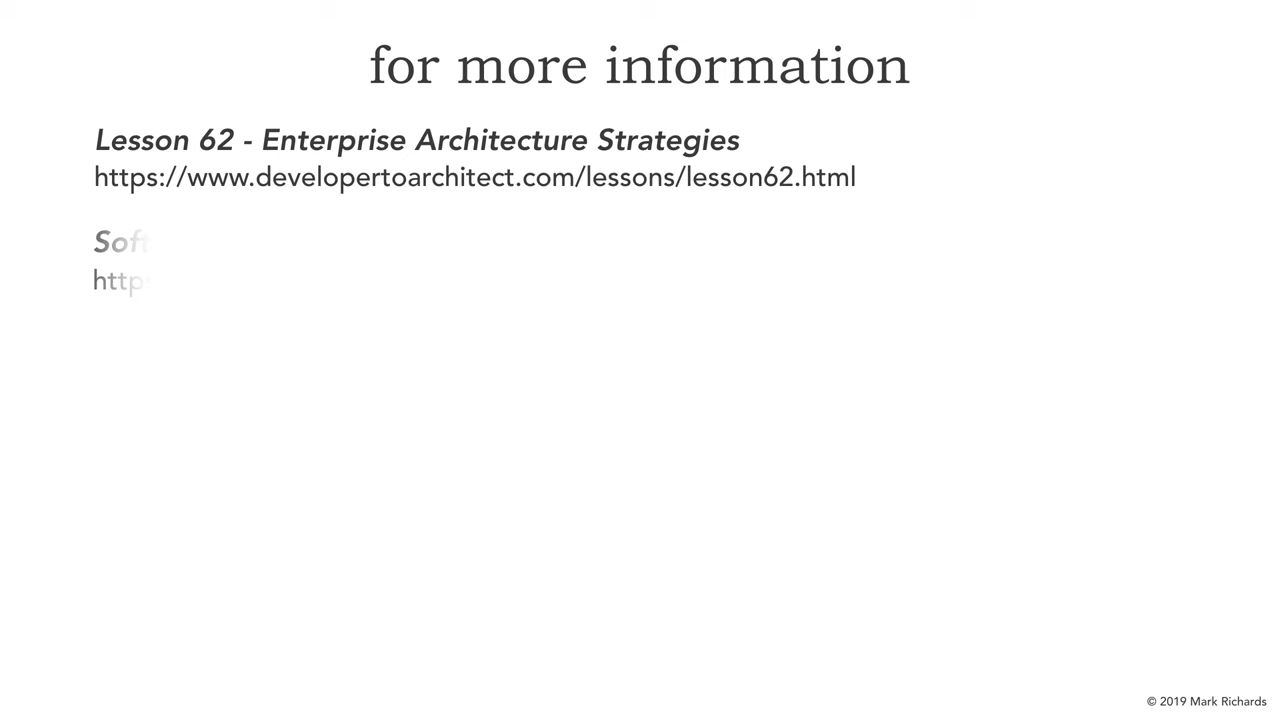 for more information
Lesson 62 - Enterprise Architecture Strategies
https://www.developertoarchitect.com/lessons/lesson62.html
© 2019 Mark Richards